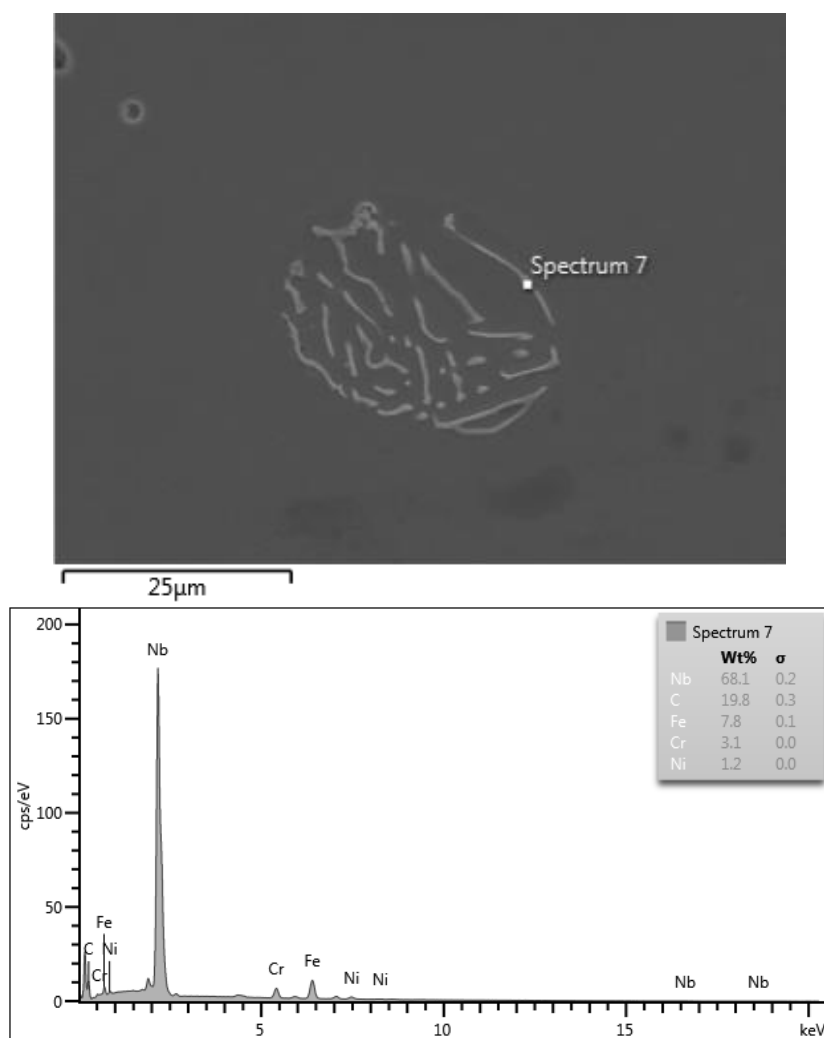 Spectrum 7
25μm
200
150
100
50
0
cps/eV
Nb
Fe
C
Ni
Cr
Cr
Fe
Ni
Ni
Nb
Nb
5
10
15
keV
Spectrum 7
Wt% σ
Nb 68.1 0.2
C 19.8 0.3
Fe 7.8 0.1
Cr 3.1 0.0
Ni 1.2 0.0